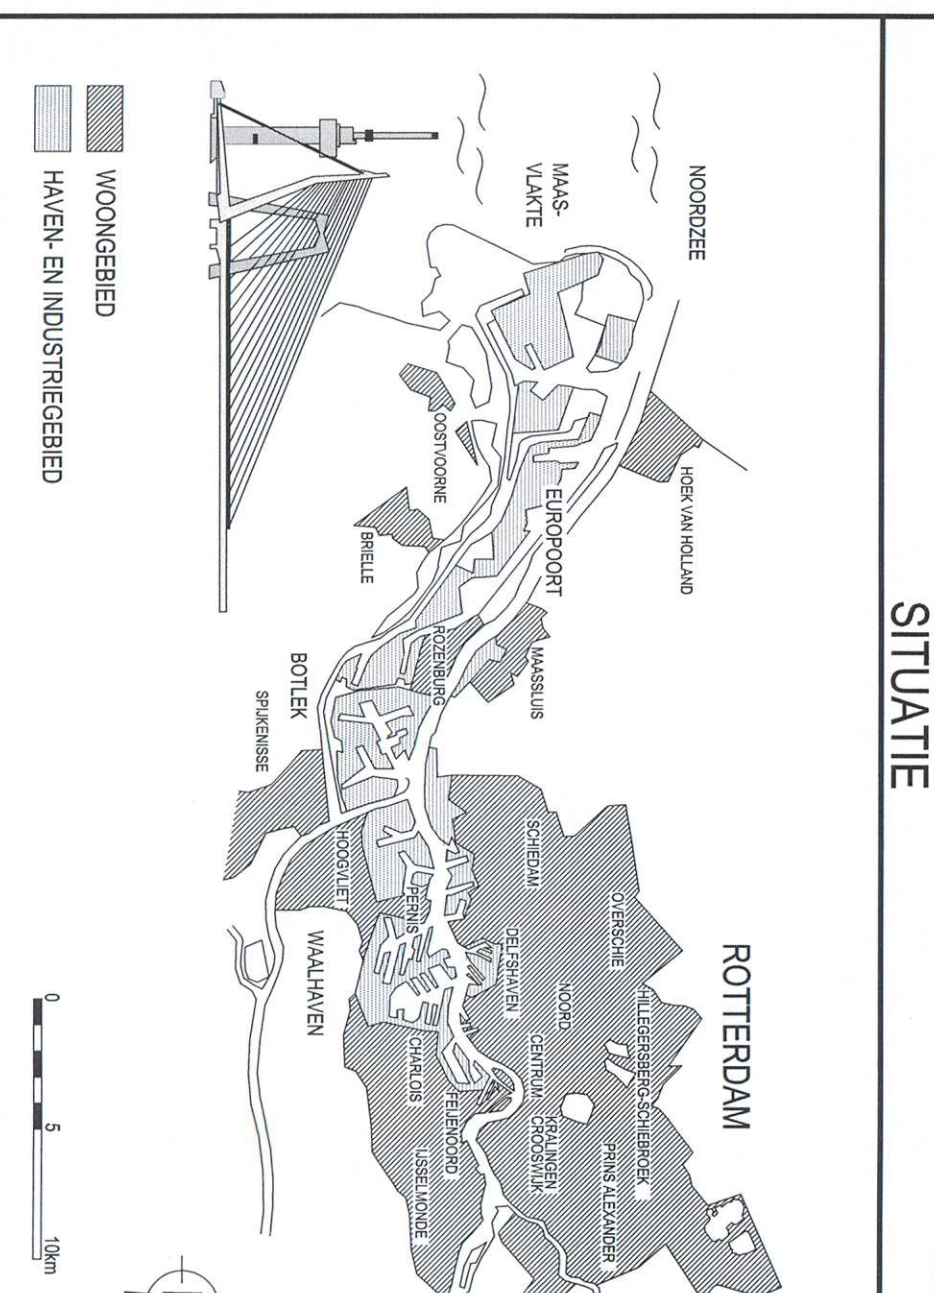 SITUATIE
ROTTERDAM
NOORDZEE
HOEK VAN HOLLAND
MAAS-
VLAKTE
EUROPOORT
MAASSLUIS
OOSTVOORNE
BRIELLE
ROZENBURG
BOTLEK
SPIJKENISSE
HOOGVLIET
PERNIS
SCHIEDAM
OVERSCHIE
DELFSHAVEN
NOORD
HILLEGERSBERG-SCHIEBROEK
CENTRUM
KRALINGEN
CROOSWIJK
PRINS ALEXANDER
WAALHAVEN
CHARLOIS
FEIJENOORD
IJSSELMONDE
WOONGEBIED
HAVEN- EN INDUSTRIEGEBIED
0 5 10km